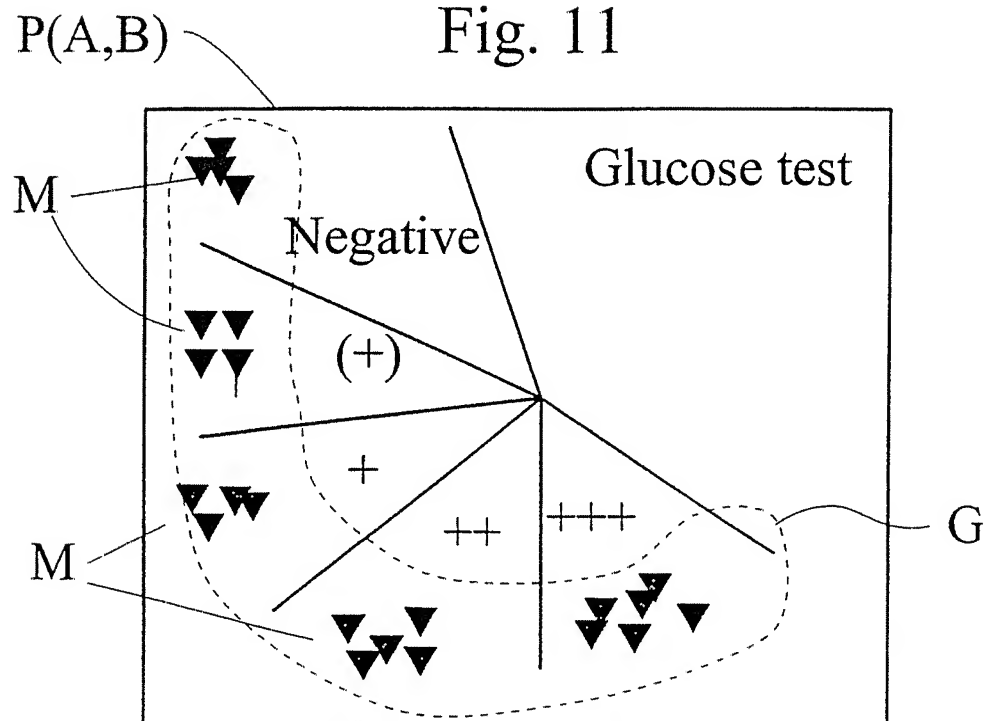 Fig. 11
P(A,B)
Glucose test
M
Negative
(+)
+
++
+++
G
M